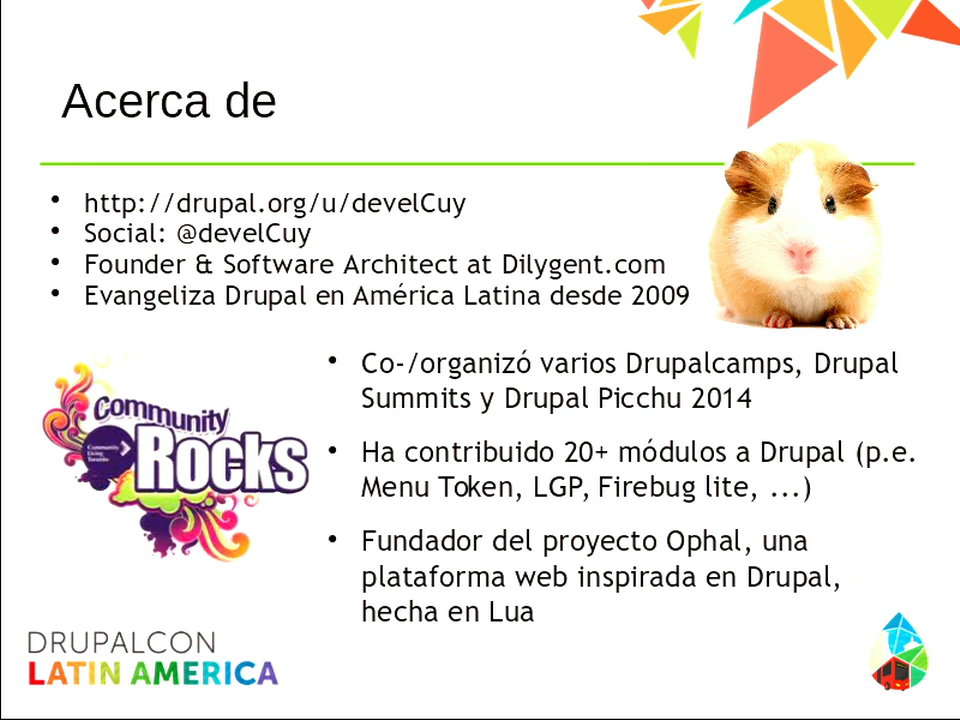 Acerca de
• http://drupal.org/u/develCuy
• Social: @develCuy
• Founder & Software Architect at Dilygent.com
• Evangeliza Drupal en América Latina desde 2009
• Co-/organizó varios Drupalcamps, Drupal
Summits y Drupal Picchu 2014
• Ha contribuido 20+ módulos a Drupal (p.e.
Menu Token, LGP, Firebug lite, ...)
• Fundador del proyecto Ophal, una
plataforma web inspirada en Drupal,
hecha en Lua
Community
Rocks
Community
Living
Toronto
DRUPALCON
LATIN AMERICA